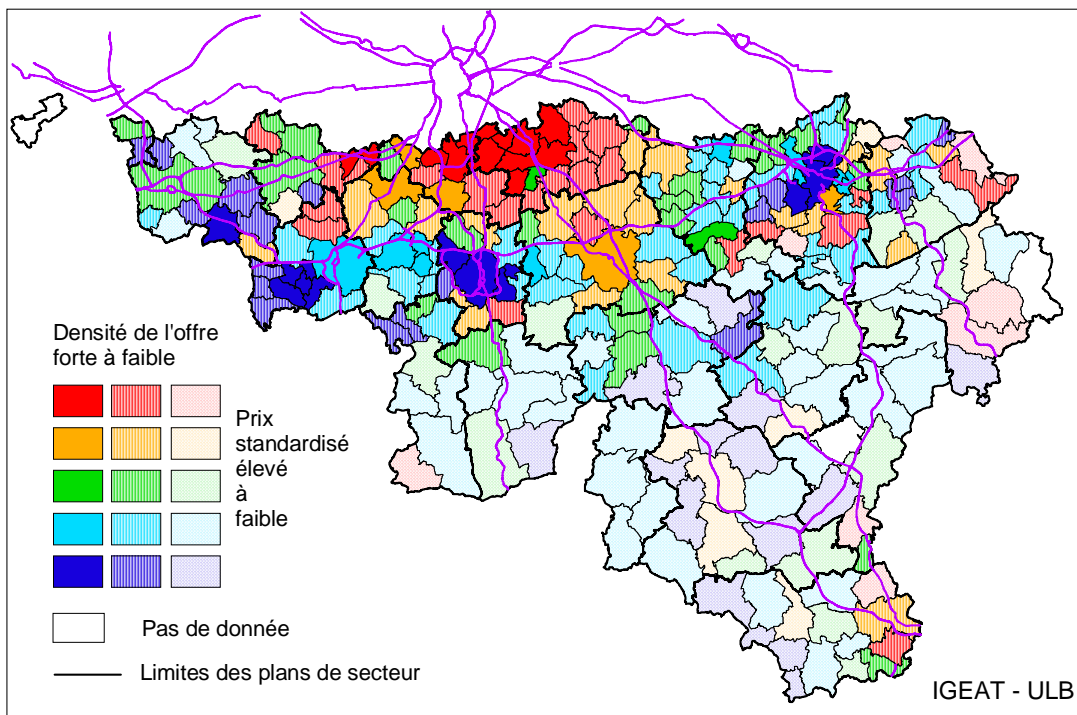 Densité de l'offre
forte à faible
Prix
standardisé
élevé
à
faible
Pas de donnée
Limites des plans de secteur
IGEAT - ULB